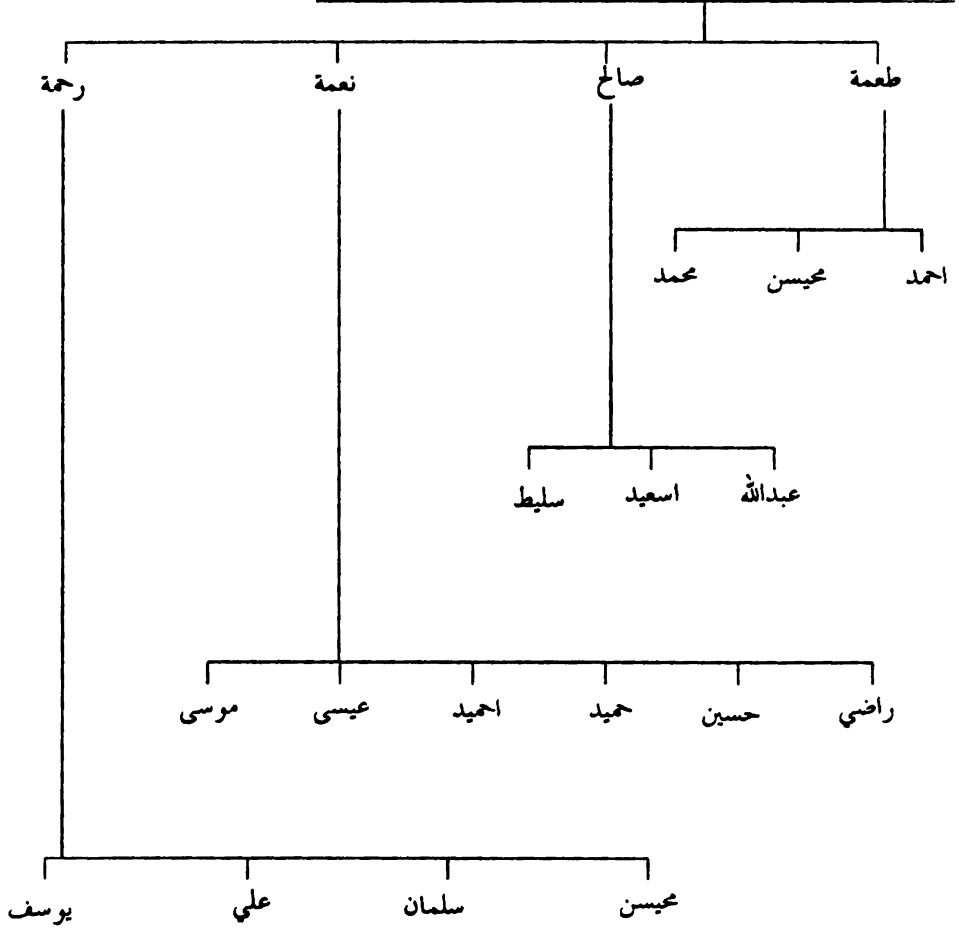 طعمة صالح نعمة رحمة
احمد محيسن محمد
عبدالله اسعيد سليط
راضي حسين حميد احميد عيسى موسى
محيسن سلمان علي يوسف